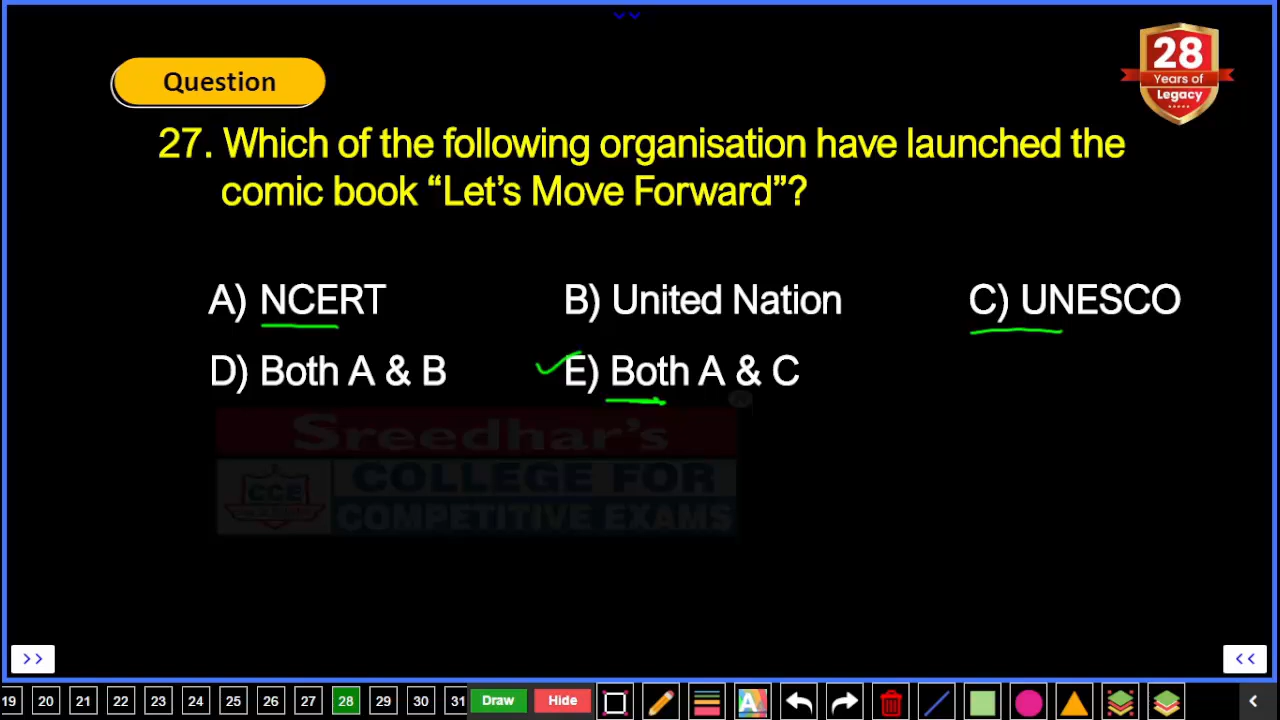 28
Years of
Legacy
Question
27. Which of the following organisation have launched the
comic book “Let’s Move Forward”?
A) NCERT
B) United Nation
C) UNESCO
D) Both A & B
E) Both A & C
Sreedhar’s
CCE
COLLEGE FOR
COMPETITIVE EXAMS
>>
<<
19 20 21 22 23 24 25 26 27 28 29 30 31 Draw Hide A <